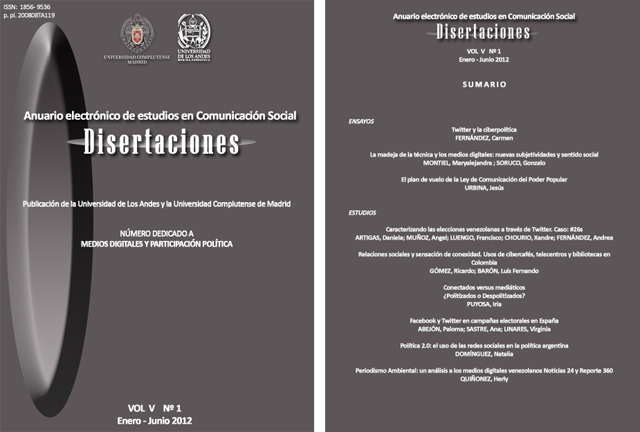 ISSN: 1856- 9536
p. pi. 200808TA119
UNIVERSIDAD COMPLUTENSE
MADRID
UNIVERSIDAD
DE LOS ANDES
MERIDA VENEZUELA
Anuario electrónico de estudios en Comunicación Social
Disertaciones
Publicación de la Universidad de Los Andes y la Universidad Complutense de Madrid
NÚMERO DEDICADO A
MEDIOS DIGITALES Y PARTICIPACIÓN POLÍTICA
VOL V Nº 1
Enero - Junio 2012
Anuario electrónico de estudios en Comunicación Social
Disertaciones
VOL V Nº 1
Enero - Junio 2012
SUMARIO
ENSAYOS
Twitter y la ciberpolítica
FERNÁNDEZ, Carmen
La madeja de la técnica y los medios digitales: nuevas subjetividades y sentido social
MONTIEL, Maryalejandra ; SORUCO, Gonzalo
El plan de vuelo de la Ley de Comunicación del Poder Popular
URBINA, Jesús
ESTUDIOS
Caracterizando las elecciones venezolanas a través de Twitter. Caso: #26s
ARTIGAS, Daniela; MUÑOZ, Angel; LUENGO, Francisco; CHOURIO, Xandre; FERNÁNDEZ, Andrea
Relaciones sociales y sensación de conexidad. Usos de cibercafés, telecentros y bibliotecas en
Colombia
GÓMEZ, Ricardo; BARÓN, Luis Fernando
Conectados versus mediáticos
¿Politizados o Despolitizados?
PUYOSA, Iria
Facebook y Twitter en campañas electorales en España
ABEJÓN, Paloma; SASTRE, Ana; LINARES, Virginia
Política 2.0: el uso de las redes sociales en la política argentina
DOMÍNGUEZ, Natalia
Periodismo Ambiental: un análisis a los medios digitales venezolanos Noticias 24 y Reporte 360
QUIÑONEZ, Herly